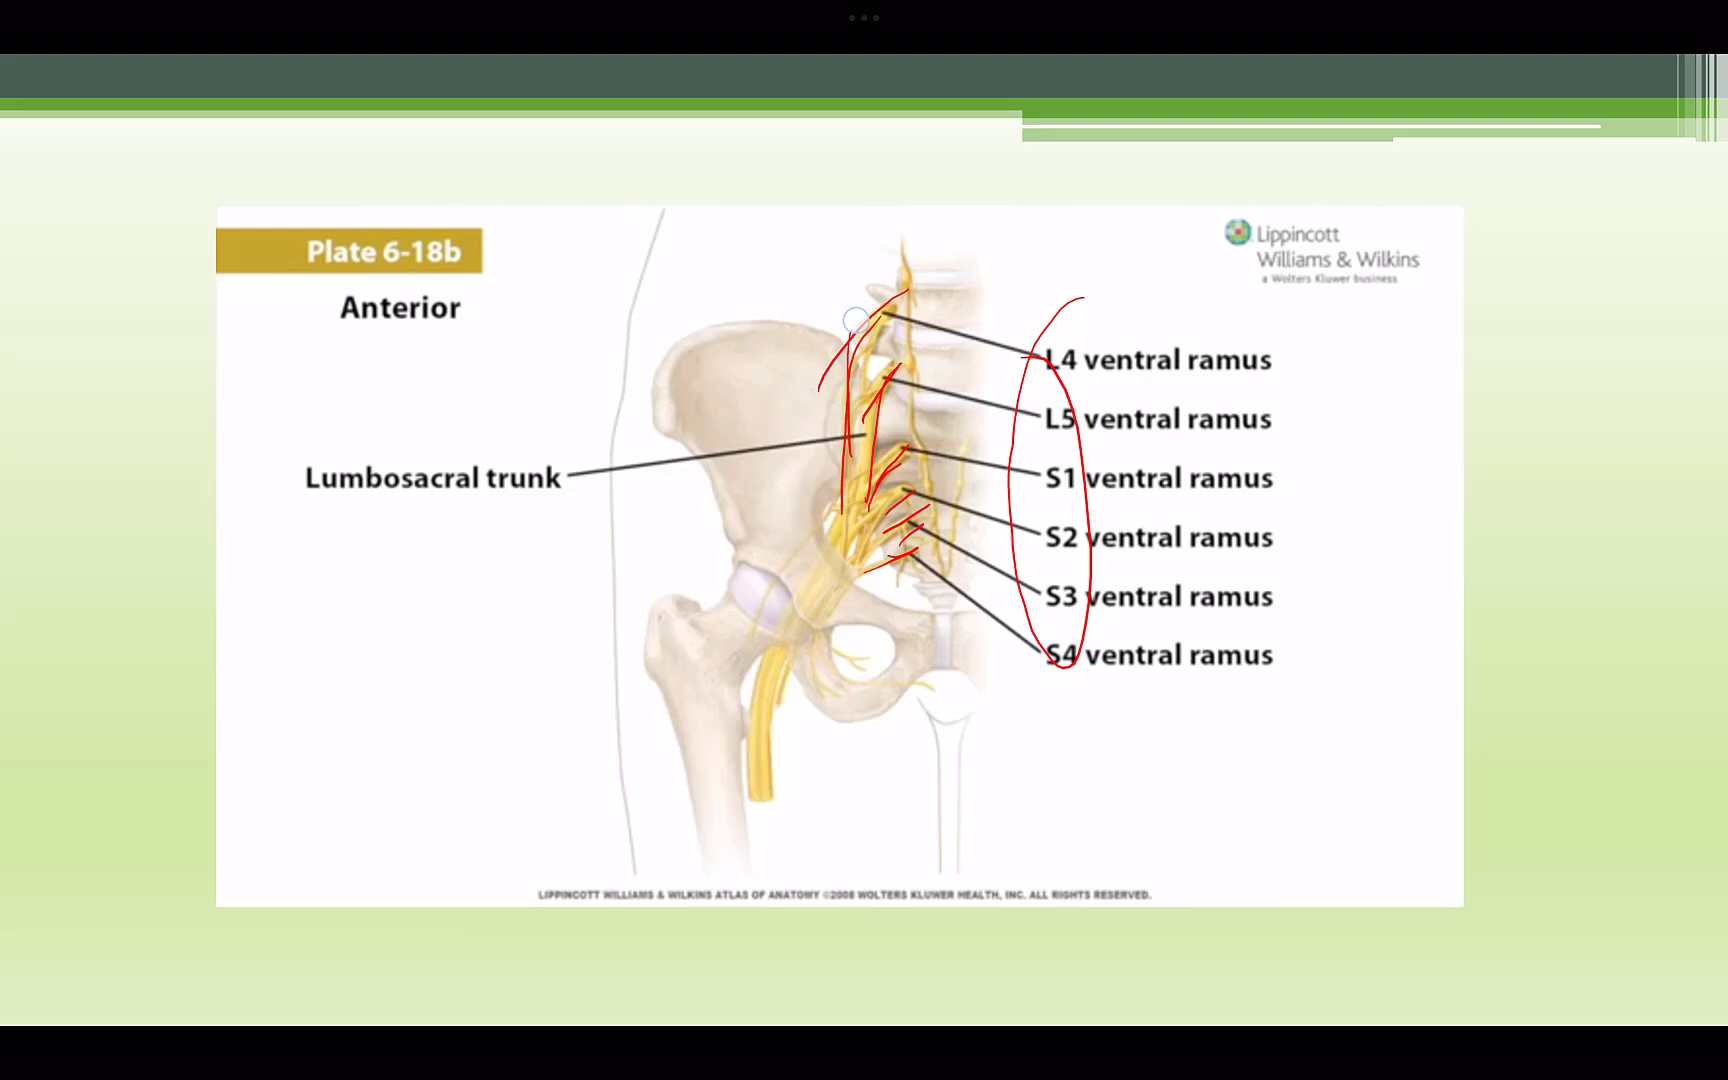 Plate 6-18b
Lippincott
Williams & Wilkins
a Wolters Kluwer business
Anterior
L4 ventral ramus
L5 ventral ramus
Lumbosacral trunk
S1 ventral ramus
S2 ventral ramus
S3 ventral ramus
S4 ventral ramus
LIPPINCOTT WILLIAMS & WILKINS ATLAS OF ANATOMY ©2008 WOLTERS KLUWER HEALTH, INC. ALL RIGHTS RESERVED.